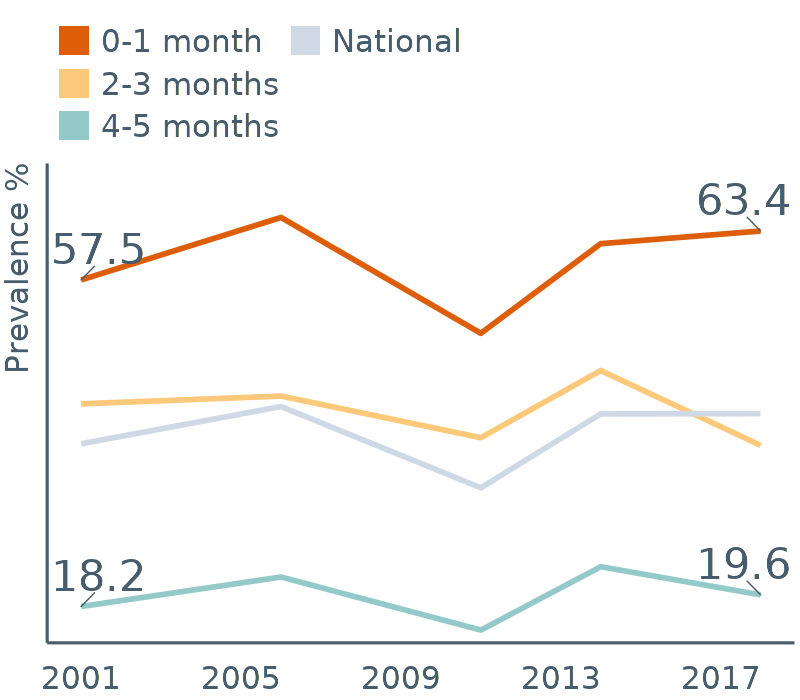 0-1 month National
2-3 months
4-5 months
Prevalence %
57.5
63.4
18.2
19.6
2001 2005 2009 2013 2017